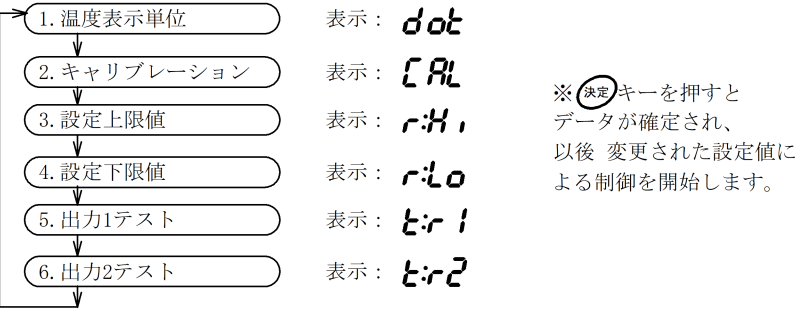 1.温度表示単位 表示： dot
2.キャリブレーション 表示： CAL
3.設定上限値 表示： r:Hi
4.設定下限値 表示： r:Lo
5.出力1テスト 表示： t:r1
6.出力2テスト 表示： t:r2
※決定キーを押すと
データが確定され、
以後 変更された設定値に
よる制御を開始します。